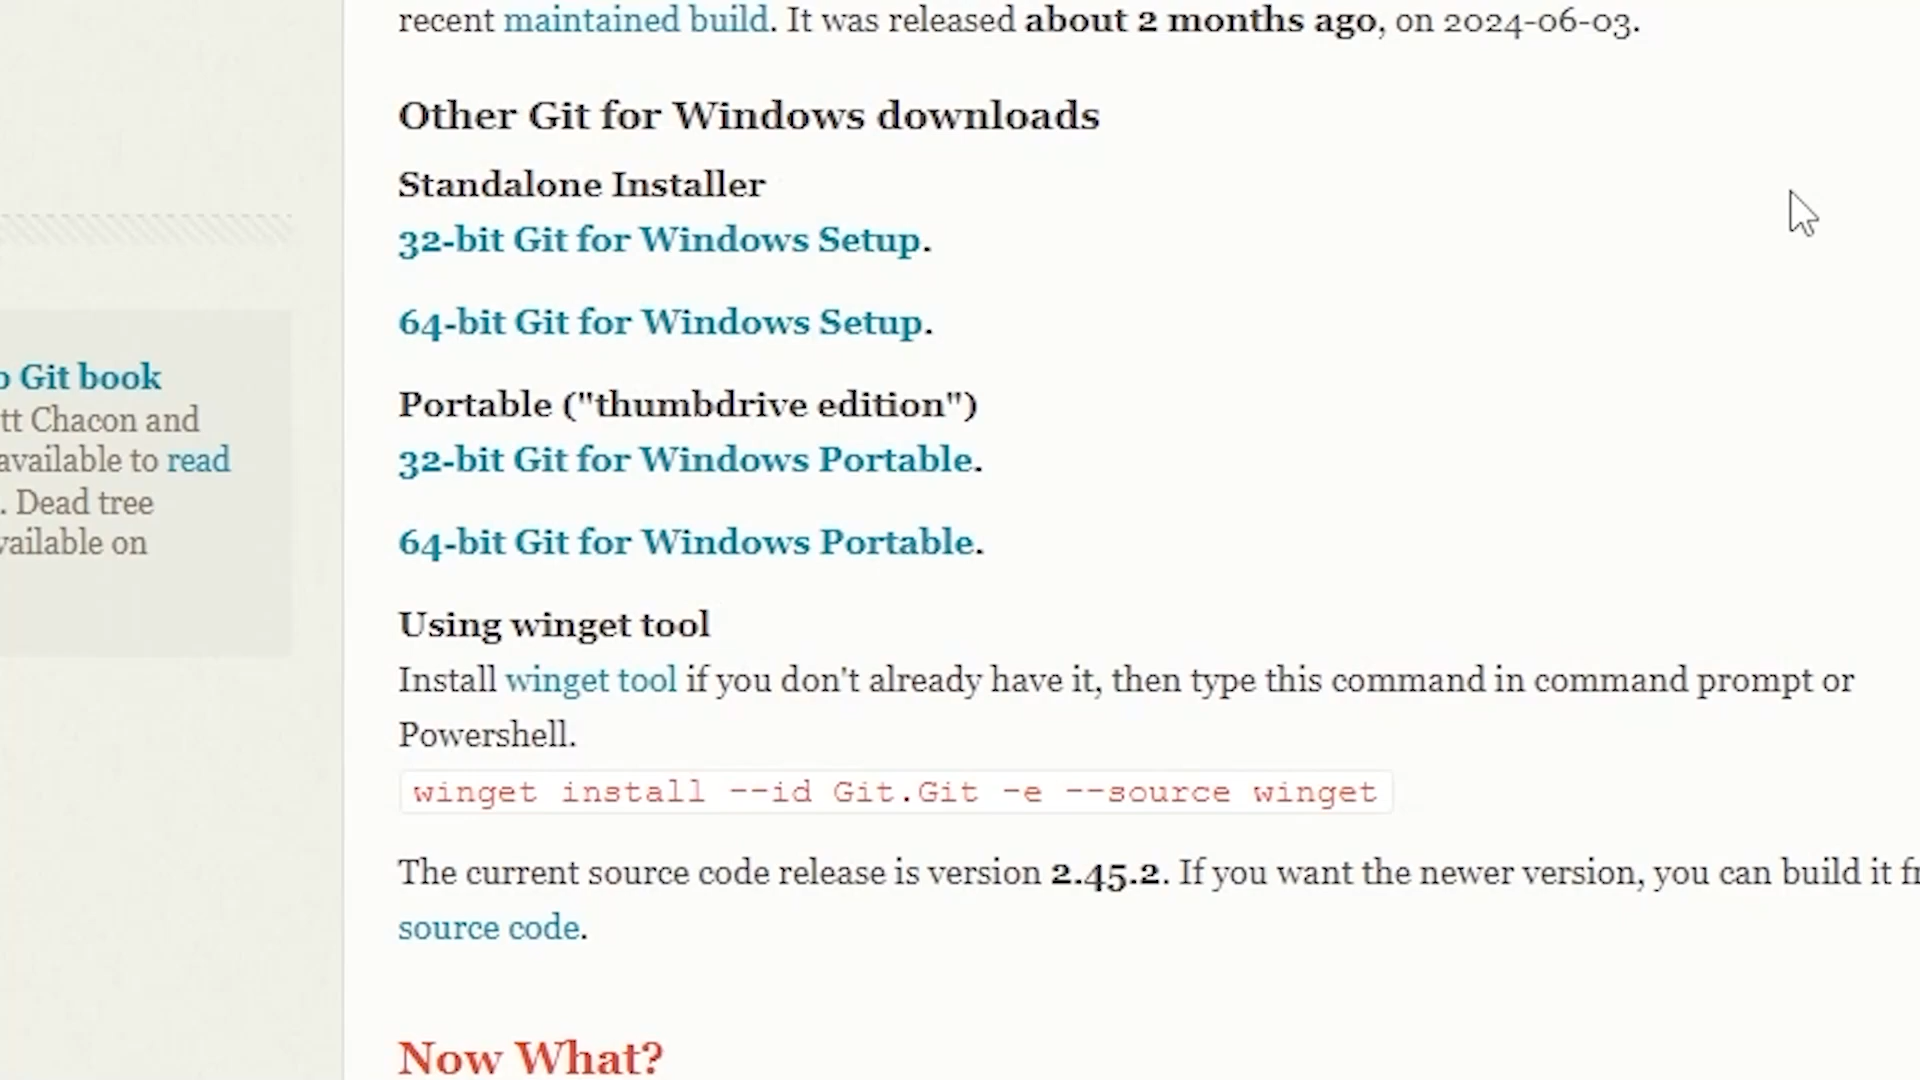 recent maintained build. It was released about 2 months ago, on 2024-06-03.
Other Git for Windows downloads
Standalone Installer
32-bit Git for Windows Setup.
64-bit Git for Windows Setup.
Portable ("thumbdrive edition")
32-bit Git for Windows Portable.
64-bit Git for Windows Portable.
Using winget tool
Install winget tool if you don't already have it, then type this command in command prompt or
Powershell.
winget install --id Git.Git -e --source winget
The current source code release is version 2.45.2. If you want the newer version, you can build it fr
source code.
Now What?
o Git book
tt Chacon and
available to read
. Dead tree
vailable on